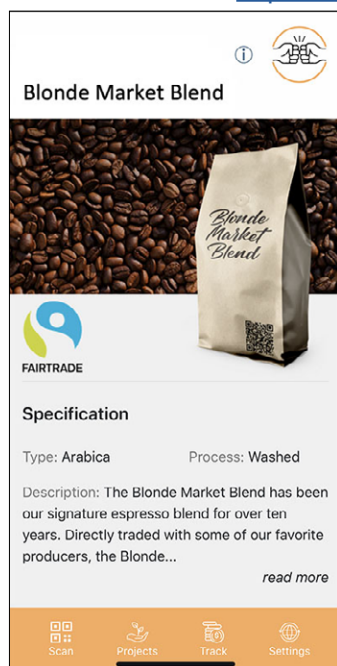 Blonde Market Blend
Blonde
Market
Blend
FAIRTRADE
Specification
Type: Arabica
Process: Washed
Description: The Blonde Market Blend has been
our signature espresso blend for over ten
years. Directly traded with some of our favorite
producers, the Blonde...
read more
Scan
Projects
Track
Settings